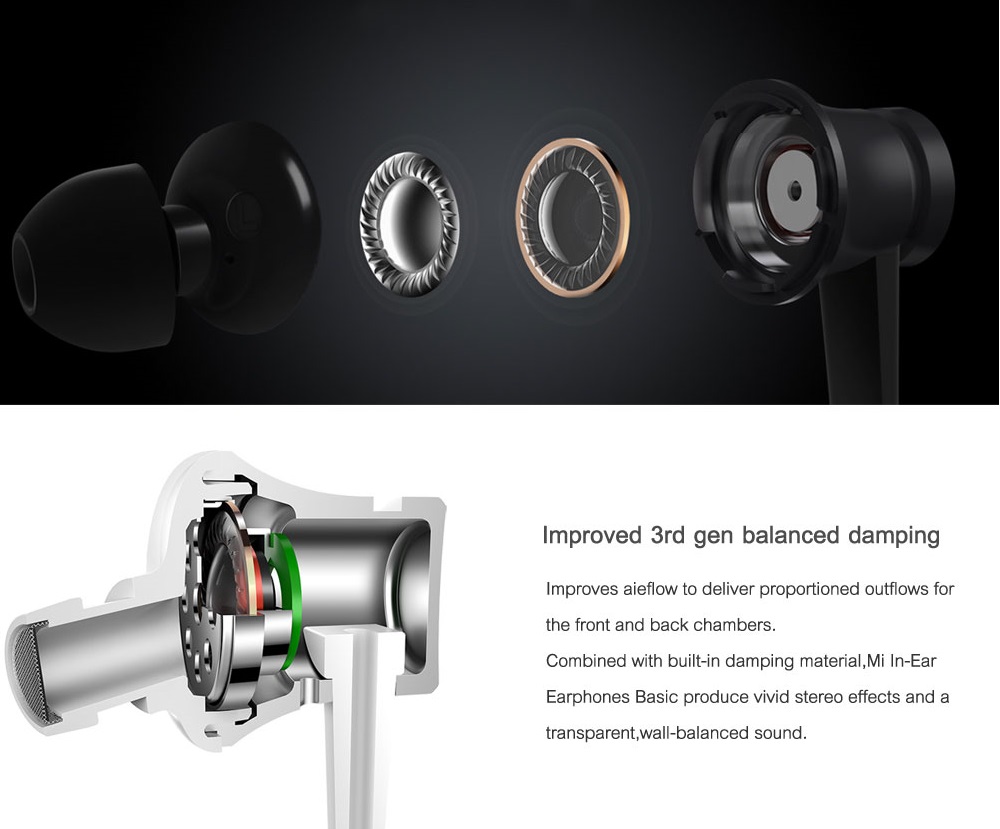 Improved 3rd gen balanced damping
Improves aieflow to deliver proportioned outflows for
the front and back chambers.
Combined with built-in damping material,Mi In-Ear
Earphones Basic produce vivid stereo effects and a
transparent,wall-balanced sound.